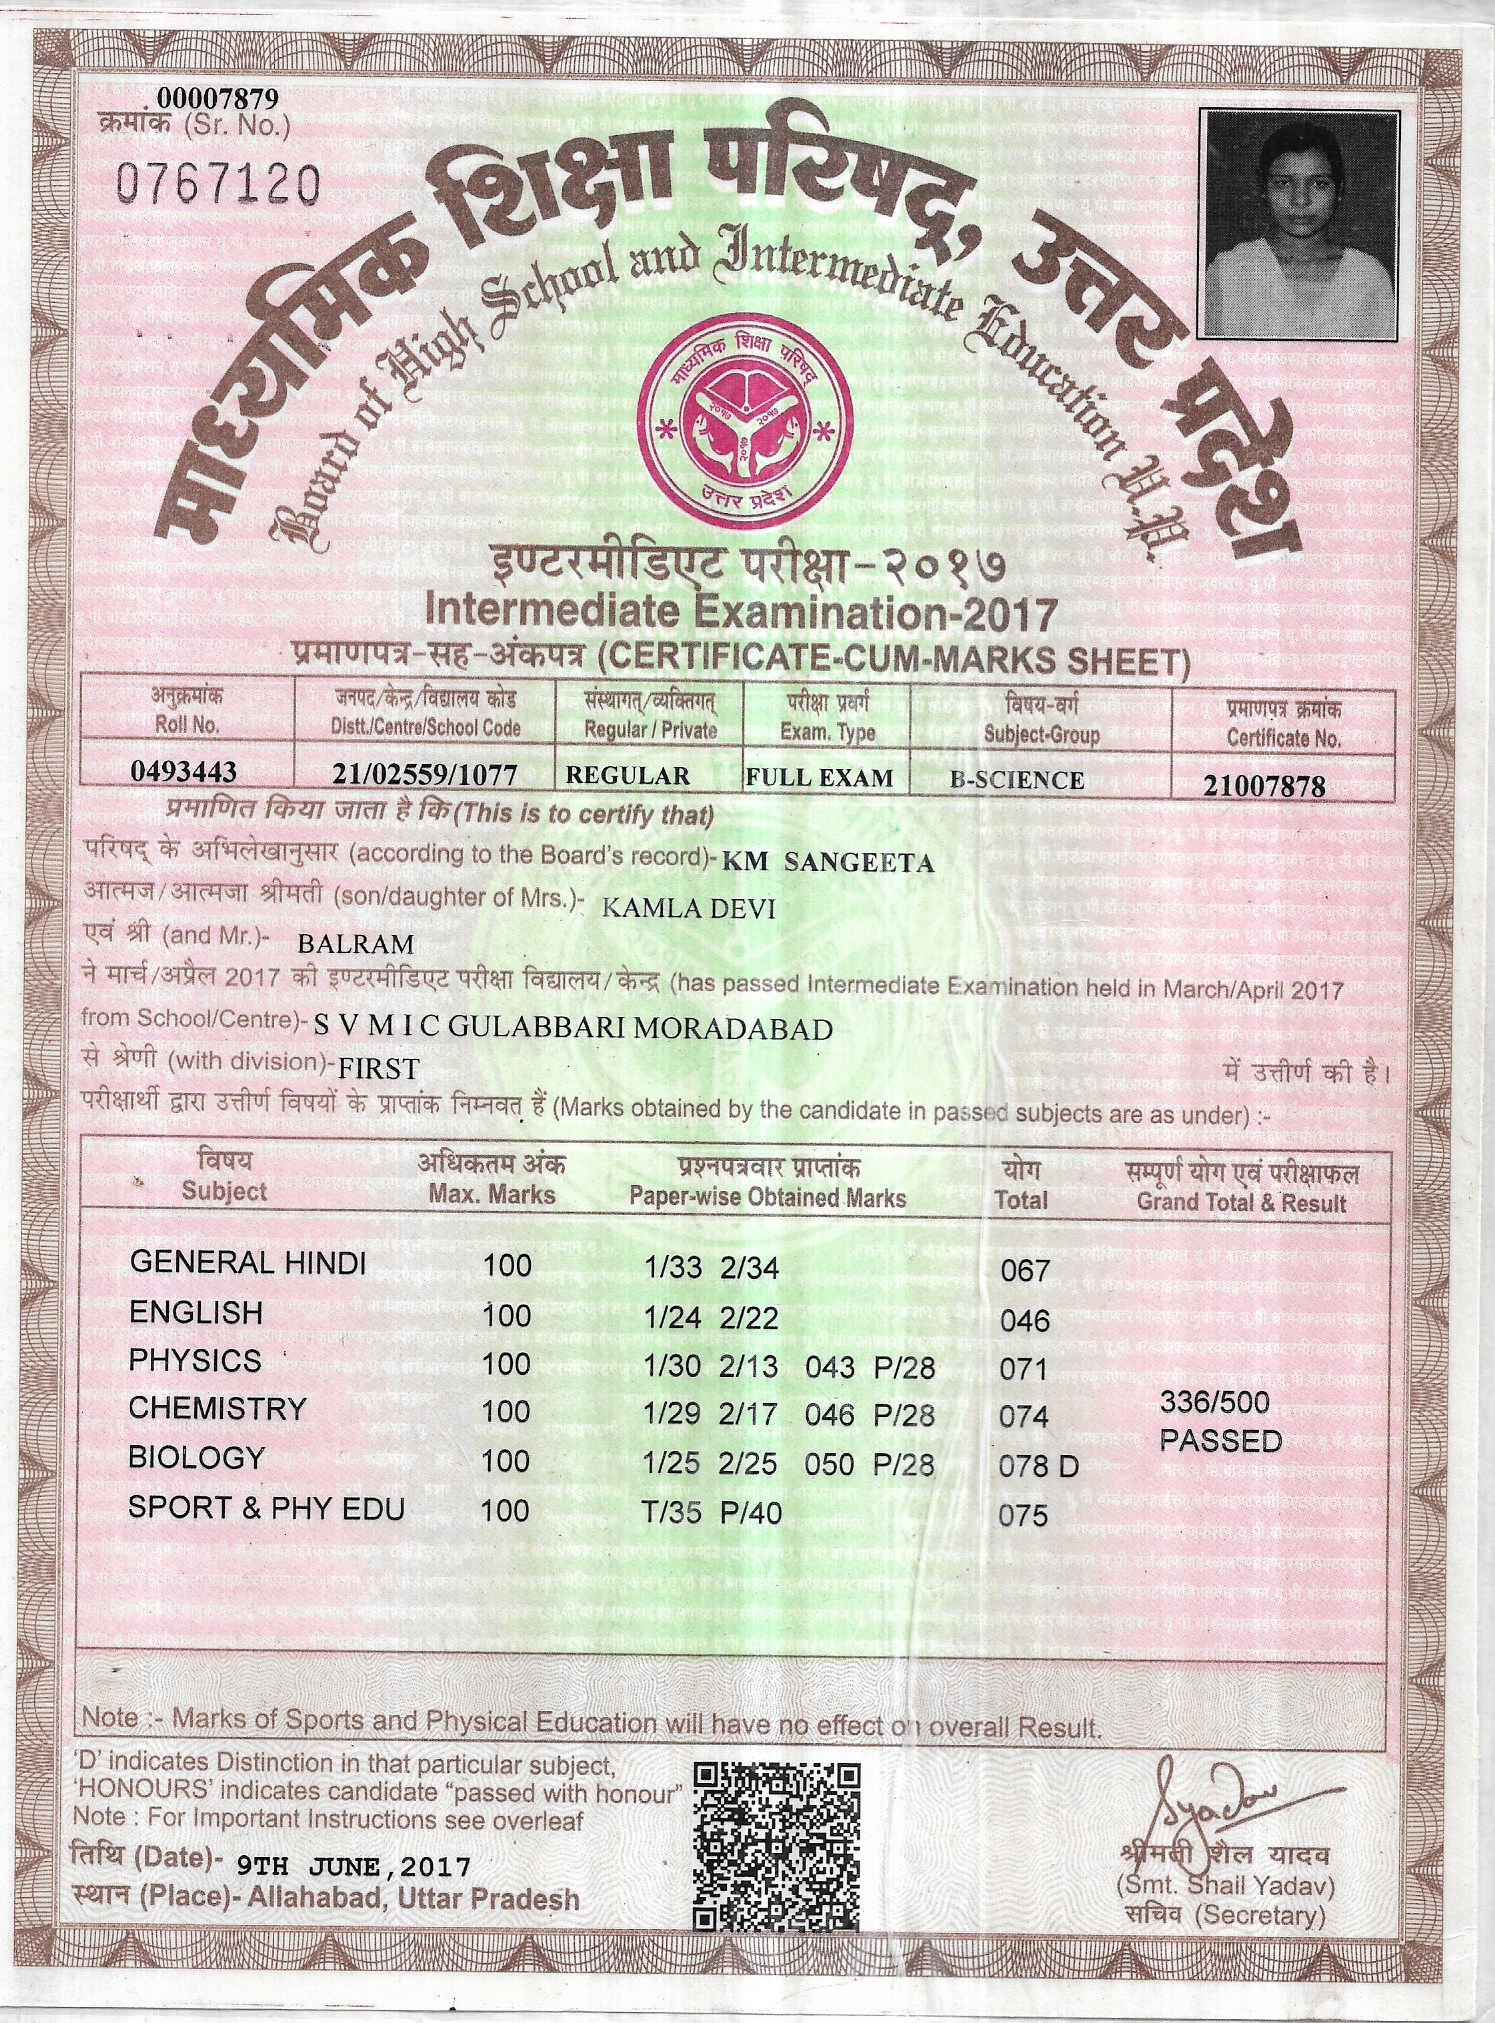 00007879
क्रमांक (Sr. No.)
0767120
माध्यमिक शिक्षा परिषद्, उत्तर प्रदेश
Board of High School and Intermediate Education U.P.
माध्यमिक शिक्षा परिषद्
२०१७ २०१७
२०१७
उत्तर प्रदेश
इण्टरमीडिएट परीक्षा-२०१७
Intermediate Examination-2017
प्रमाणपत्र-सह-अंकपत्र (CERTIFICATE-CUM-MARKS SHEET)
अनुक्रमांक जनपद/केन्द्र/विद्यालय कोड संस्थागत्/व्यक्तिगत् परीक्षा प्रवर्ग विषय-वर्ग प्रमाणपत्र क्रमांक
Roll No. Distt./Centre/School Code Regular / Private Exam. Type Subject-Group Certificate No.
0493443 21/02559/1077 REGULAR FULL EXAM B-SCIENCE 21007878
प्रमाणित किया जाता है कि (This is to certify that)
परिषद् के अभिलेखानुसार (according to the Board's record)- KM SANGEETA
आत्मज/आत्मजा श्रीमती (son/daughter of Mrs.)- KAMLA DEVI
एवं श्री (and Mr.)- BALRAM
ने मार्च/अप्रैल 2017 की इण्टरमीडिएट परीक्षा विद्यालय/केन्द्र (has passed Intermediate Examination held in March/April 2017
from School/Centre)- S V M I C GULABBARI MORADABAD
से श्रेणी (with division)- FIRST में उत्तीर्ण की है।
परीक्षार्थी द्वारा उत्तीर्ण विषयों के प्राप्तांक निम्नवत् हैं (Marks obtained by the candidate in passed subjects are as under) :-
विषय अधिकतम अंक प्रश्नपत्रवार प्राप्तांक योग सम्पूर्ण योग एवं परीक्षाफल
Subject Max. Marks Paper-wise Obtained Marks Total Grand Total & Result
GENERAL HINDI 100 1/33 2/34 067
ENGLISH 100 1/24 2/22 046
PHYSICS 100 1/30 2/13 043 P/28 071
CHEMISTRY 100 1/29 2/17 046 P/28 074
336/500
PASSED
BIOLOGY 100 1/25 2/25 050 P/28 078 D
SPORT & PHY EDU 100 T/35 P/40 075
Note :- Marks of Sports and Physical Education will have no effect on overall Result.
'D' indicates Distinction in that particular subject,
'HONOURS' indicates candidate "passed with honour"
Note : For Important Instructions see overleaf
तिथि (Date)- 9TH JUNE,2017
स्थान (Place)- Allahabad, Uttar Pradesh
Syadav
श्रीमती शैल यादव
(Smt. Shail Yadav)
सचिव (Secretary)